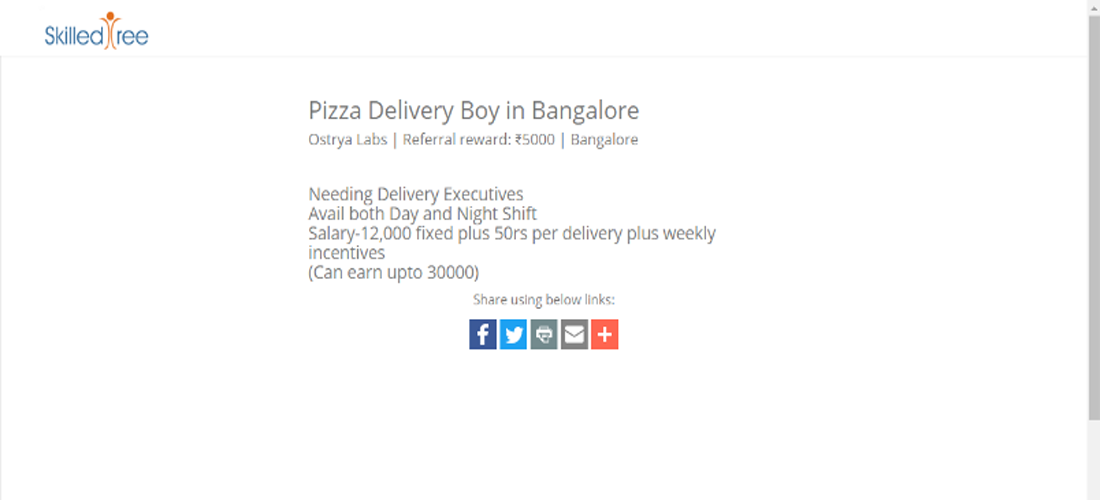 Skilled Tree
Pizza Delivery Boy in Bangalore
Ostrya Labs | Referral reward: ₹5000 | Bangalore
Needing Delivery Executives
Avail both Day and Night Shift
Salary-12,000 fixed plus 50rs per delivery plus weekly
incentives
(Can earn upto 30000)
Share using below links: